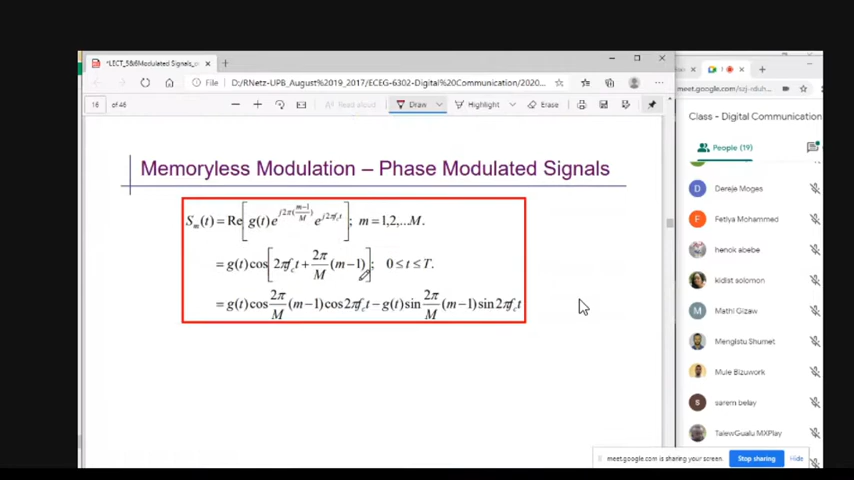 *LECT_5&6Modulated Signals_
File
D:/RNetz-UPB_August%2019_2017/ECEG-6302-Digital%20Communication/2020...
16 of 46
Read aloud
Draw
Highlight
Erase
Memoryless Modulation – Phase Modulated Signals
S_m(t) = Re[g(t)e^{j2π(m−1)/M} e^{j2πf_c t}]; m = 1,2,...M.
= g(t)cos[2πf_c t + 2π/M (m−1)]; 0 ≤ t ≤ T.
= g(t)cos 2π/M (m−1)cos2πf_c t − g(t)sin 2π/M (m−1)sin2πf_c t
Class - Digital Communication
People (19)
Dereje Moges
Fetiya Mohammed
henok abebe
kidist solomon
Mathi Gizaw
Mengistu Shumet
Mule Bizuwork
sarem belay
TalewGualu MXPlay
meet.google.com is sharing your screen.
Stop sharing
Hide